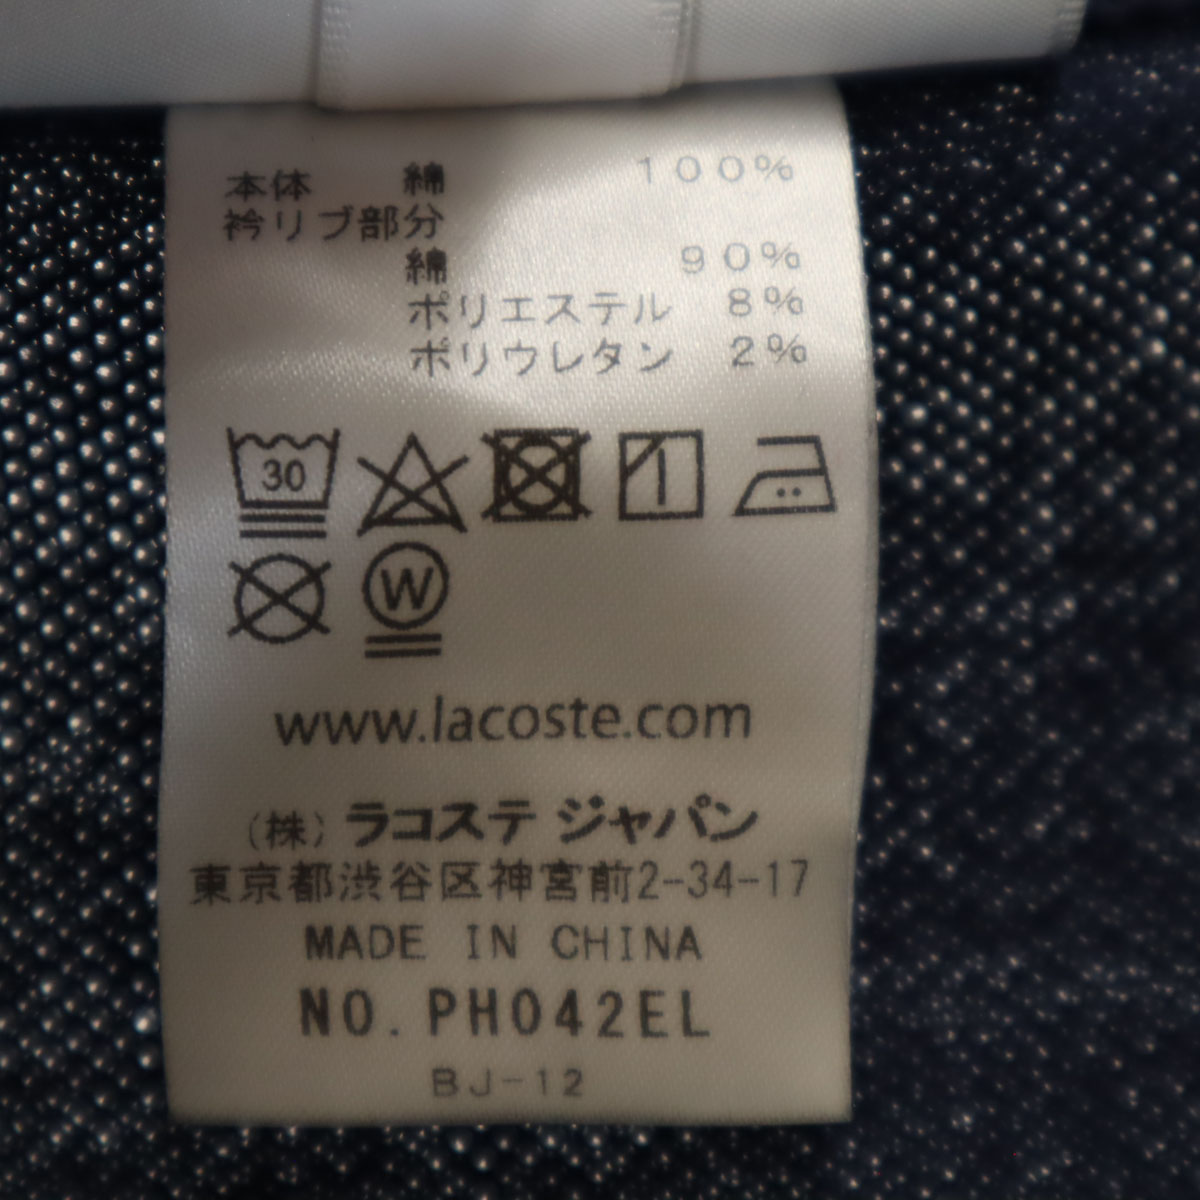 本体 綿 100%
衿リブ部分
綿 90%
ポリエステル 8%
ポリウレタン 2%
30
W
www.lacoste.com
(株) ラコステ ジャパン
東京都渋谷区神宮前2-34-17
MADE IN CHINA
NO. PH042EL
BJ-12